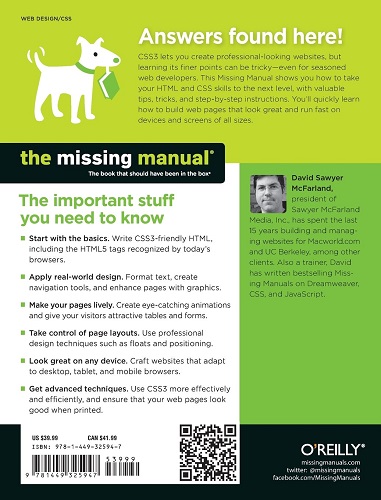 WEB DESIGN/CSS
Answers found here!
CSS3 lets you create professional-looking websites, but
learning its finer points can be tricky—even for seasoned
web developers. This Missing Manual shows you how to take
your HTML and CSS skills to the next level, with valuable
tips, tricks, and step-by-step instructions. You'll quickly learn
how to build web pages that look great and run fast on
devices and screens of all sizes.
the missing manual®
The book that should have been in the box®
The important stuff
you need to know
Start with the basics. Write CSS3-friendly HTML,
including the HTML5 tags recognized by today's
browsers.
Apply real-world design. Format text, create
navigation tools, and enhance pages with graphics.
Make your pages lively. Create eye-catching animations
and give your visitors attractive tables and forms.
Take control of page layouts. Use professional
design techniques such as floats and positioning.
Look great on any device. Craft websites that adapt
to desktop, tablet, and mobile browsers.
Get advanced techniques. Use CSS3 more effectively
and efficiently, and ensure that your web pages look
good when printed.
David Sawyer
McFarland,
president of
Sawyer McFarland
Media, Inc., has spent the last
15 years building and manag-
ing websites for Macworld.com
and UC Berkeley, among other
clients. Also a trainer, David
has written bestselling Miss-
ing Manuals on Dreamweaver,
CSS, and JavaScript.
US $39.99 CAN $41.99
ISBN: 978-1-449-32594-7
53999
9 781449 325947
O'REILLY®
missingmanuals.com
twitter: @missingmanuals
facebook.com/MissingManuals